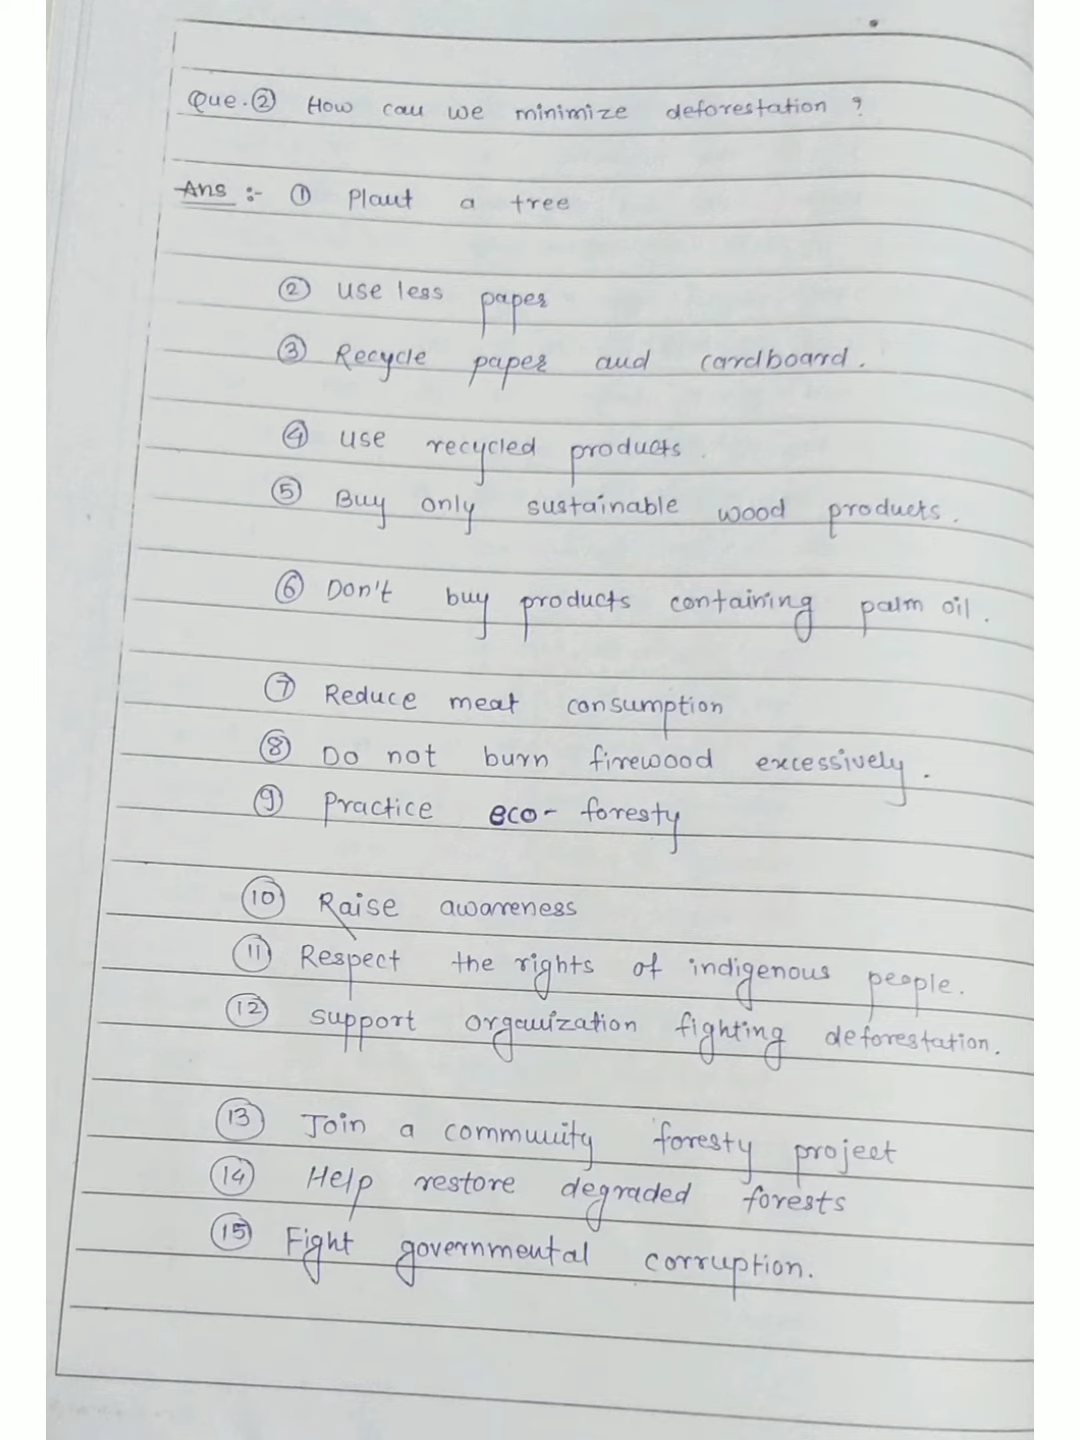 Que. ② How can we minimize deforestation ?
Ans :- ① Plant a tree
② use less paper
③ Recycle paper and cardboard.
④ use recycled products.
⑤ Buy only sustainable wood products.
⑥ Don't buy products containing palm oil.
⑦ Reduce meat consumption
⑧ Do not burn firewood excessively.
⑨ Practice eco- foresty
⑩ Raise awareness
⑪ Respect the rights of indigenous people.
⑫ support organization fighting deforestation.
⑬ Join a community foresty project
⑭ Help restore degraded forests
⑮ Fight governmental corruption.